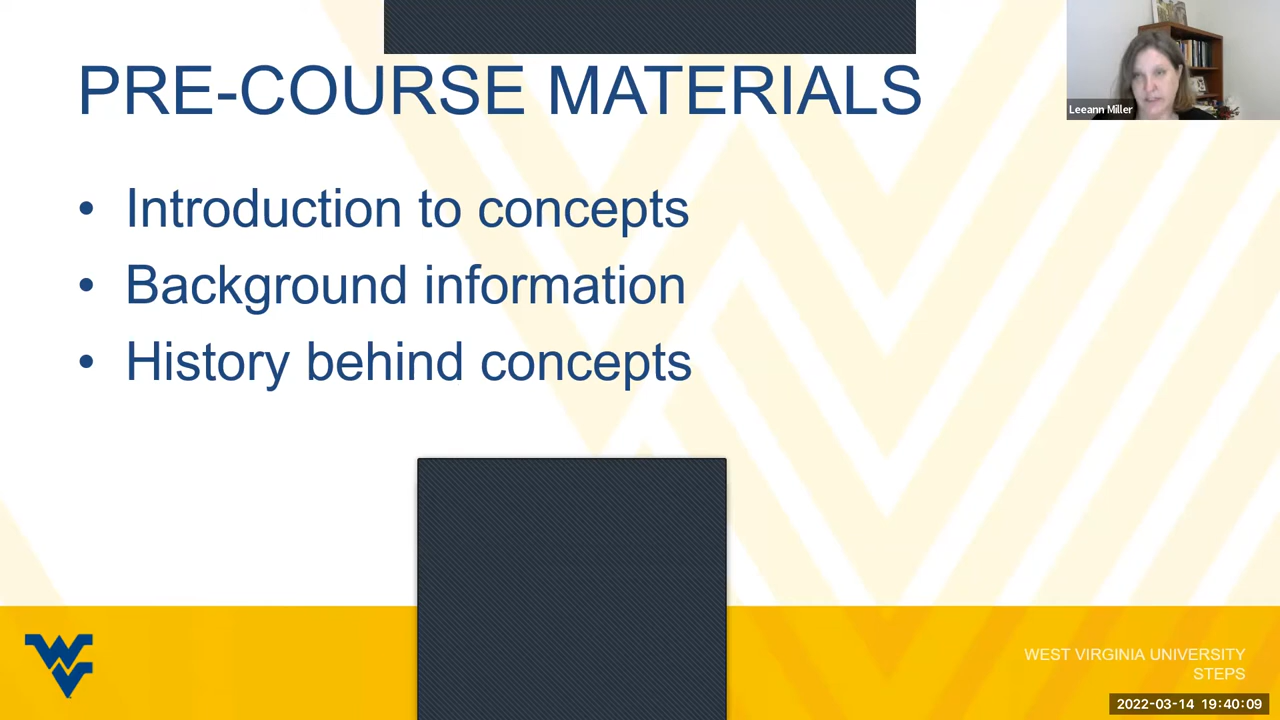 PRE-COURSE MATERIALS
Leeann Miller
• Introduction to concepts
• Background information
• History behind concepts
WV
WEST VIRGINIA UNIVERSITY
STEPS
2022-03-14 19:40:09